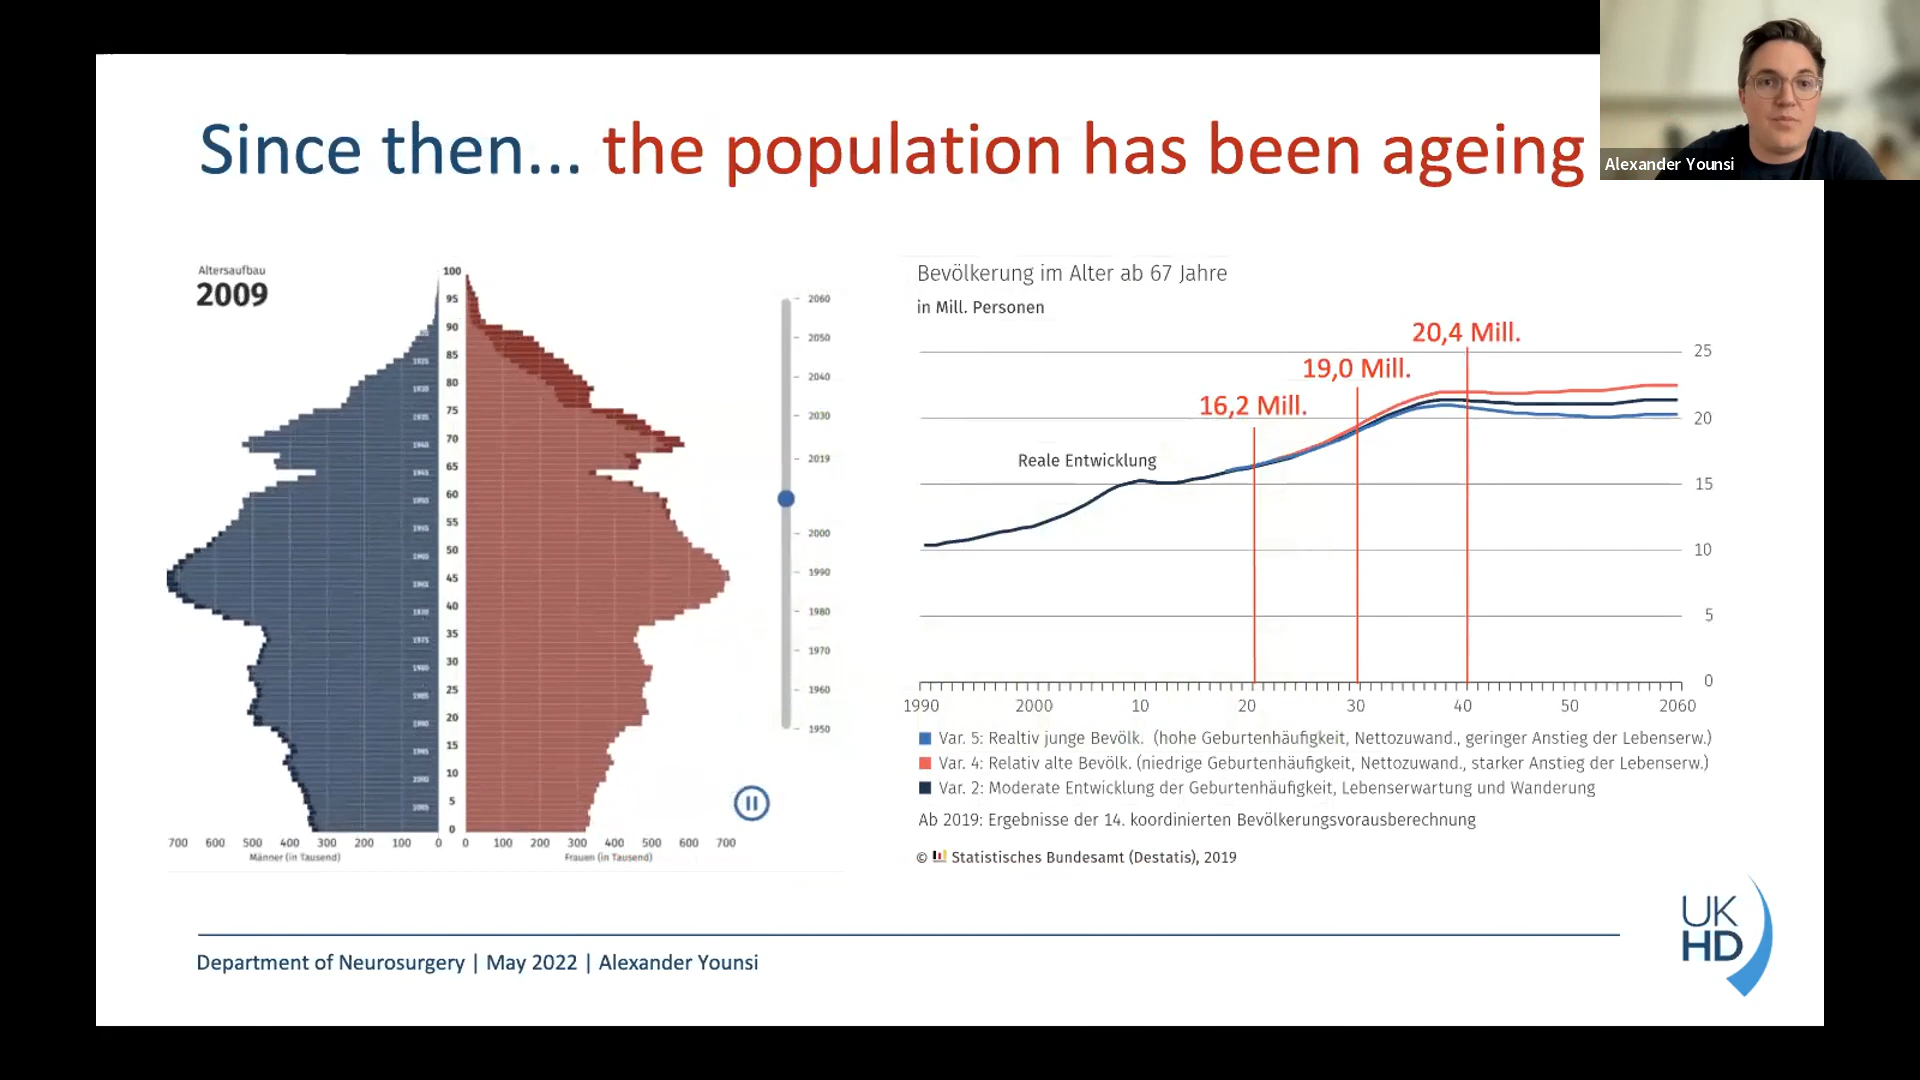 Since then... the population has been ageing
Alexander Younsi
Altersaufbau
2009
100
95
90
85
80
75
70
65
60
55
50
45
40
35
30
25
20
15
10
5
0
700 600 500 400 300 200 100 0
Männer (in Tausend)
0 100 200 300 400 500 600 700
Frauen (in Tausend)
2060
2050
2040
2030
2019
2000
1990
1980
1970
1960
1950
Bevölkerung im Alter ab 67 Jahre
in Mill. Personen
20,4 Mill.
19,0 Mill.
16,2 Mill.
Reale Entwicklung
25
20
15
10
5
0
1990 2000 10 20 30 40 50 2060
Var. 5: Realtiv junge Bevölk. (hohe Geburtenhäufigkeit, Nettozuwand., geringer Anstieg der Lebenserw.)
Var. 4: Relativ alte Bevölk. (niedrige Geburtenhäufigkeit, Nettozuwand., starker Anstieg der Lebenserw.)
Var. 2: Moderate Entwicklung der Geburtenhäufigkeit, Lebenserwartung und Wanderung
Ab 2019: Ergebnisse der 14. koordinierten Bevölkerungsvorausberechnung
© Statistisches Bundesamt (Destatis), 2019
Department of Neurosurgery | May 2022 | Alexander Younsi
UK
HD